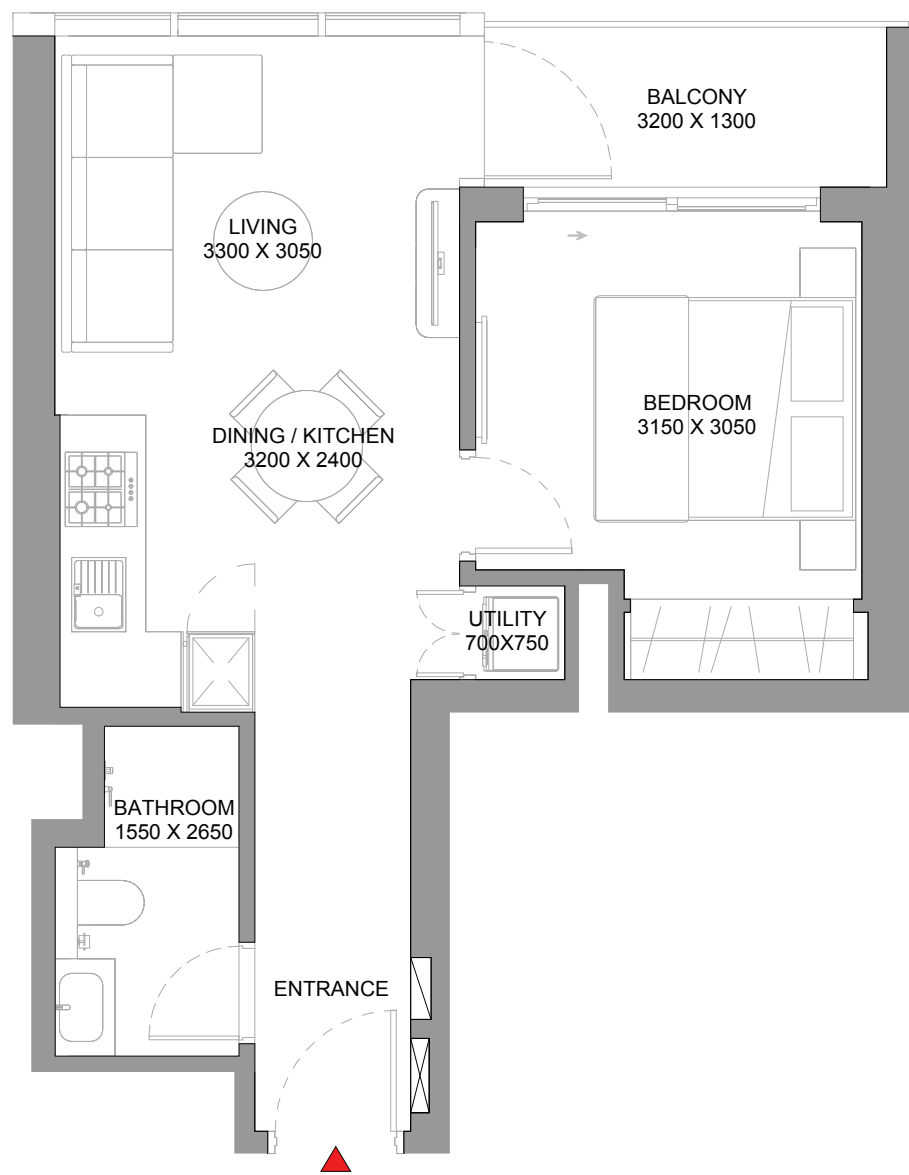 BALCONY
3200 X 1300
LIVING
3300 X 3050
BEDROOM
3150 X 3050
DINING / KITCHEN
3200 X 2400
UTILITY
700X750
BATHROOM
1550 X 2650
ENTRANCE